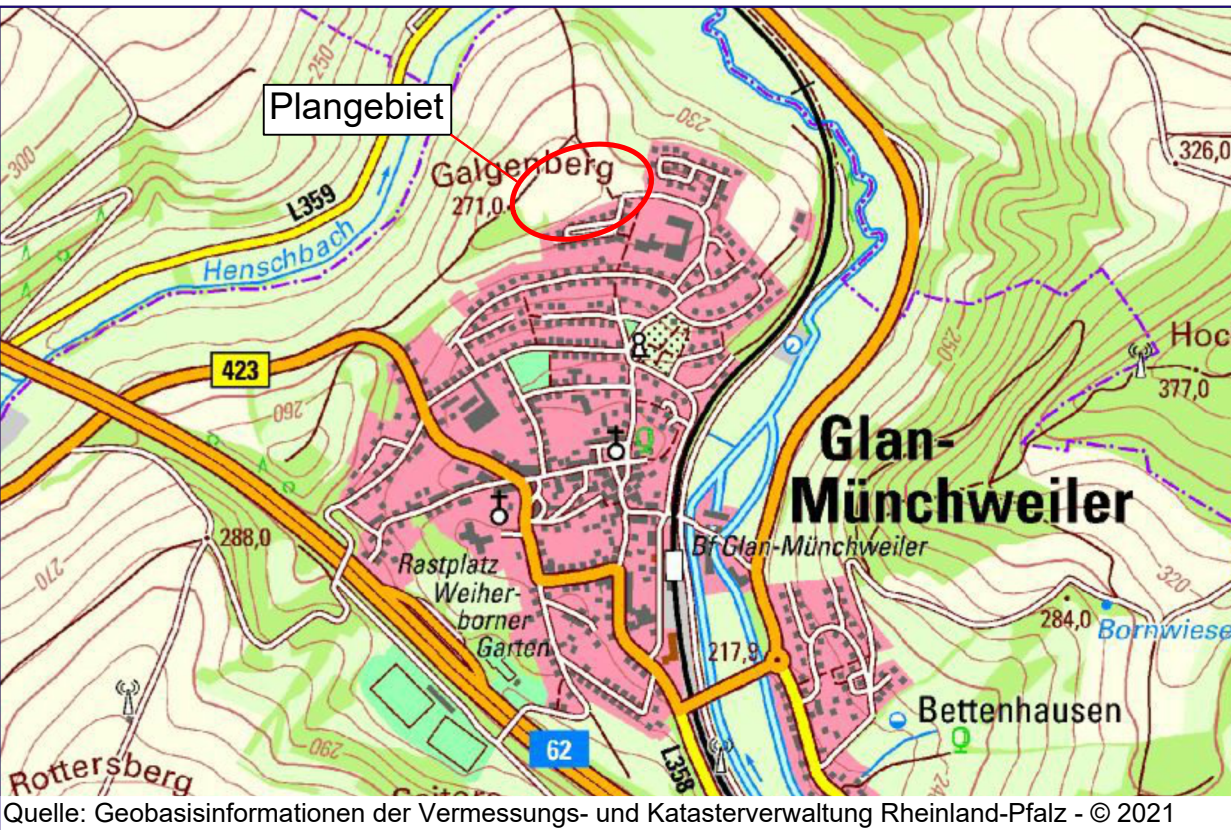 250
Plangebiet
230
300
Galgenberg
326,0
271,0
L359
Henschbach
Hoc
423
250
377,0
260
Glan-
Münchweiler
288,0
Bf Glan-Münchweiler
270
Rastplatz
Weiher-
borner
Garten
320
284,0
Bornwiese
217,9
Bettenhausen
290
62
L358
Rottersberg
Quelle: Geobasisinformationen der Vermessungs- und Katasterverwaltung Rheinland-Pfalz - © 2021